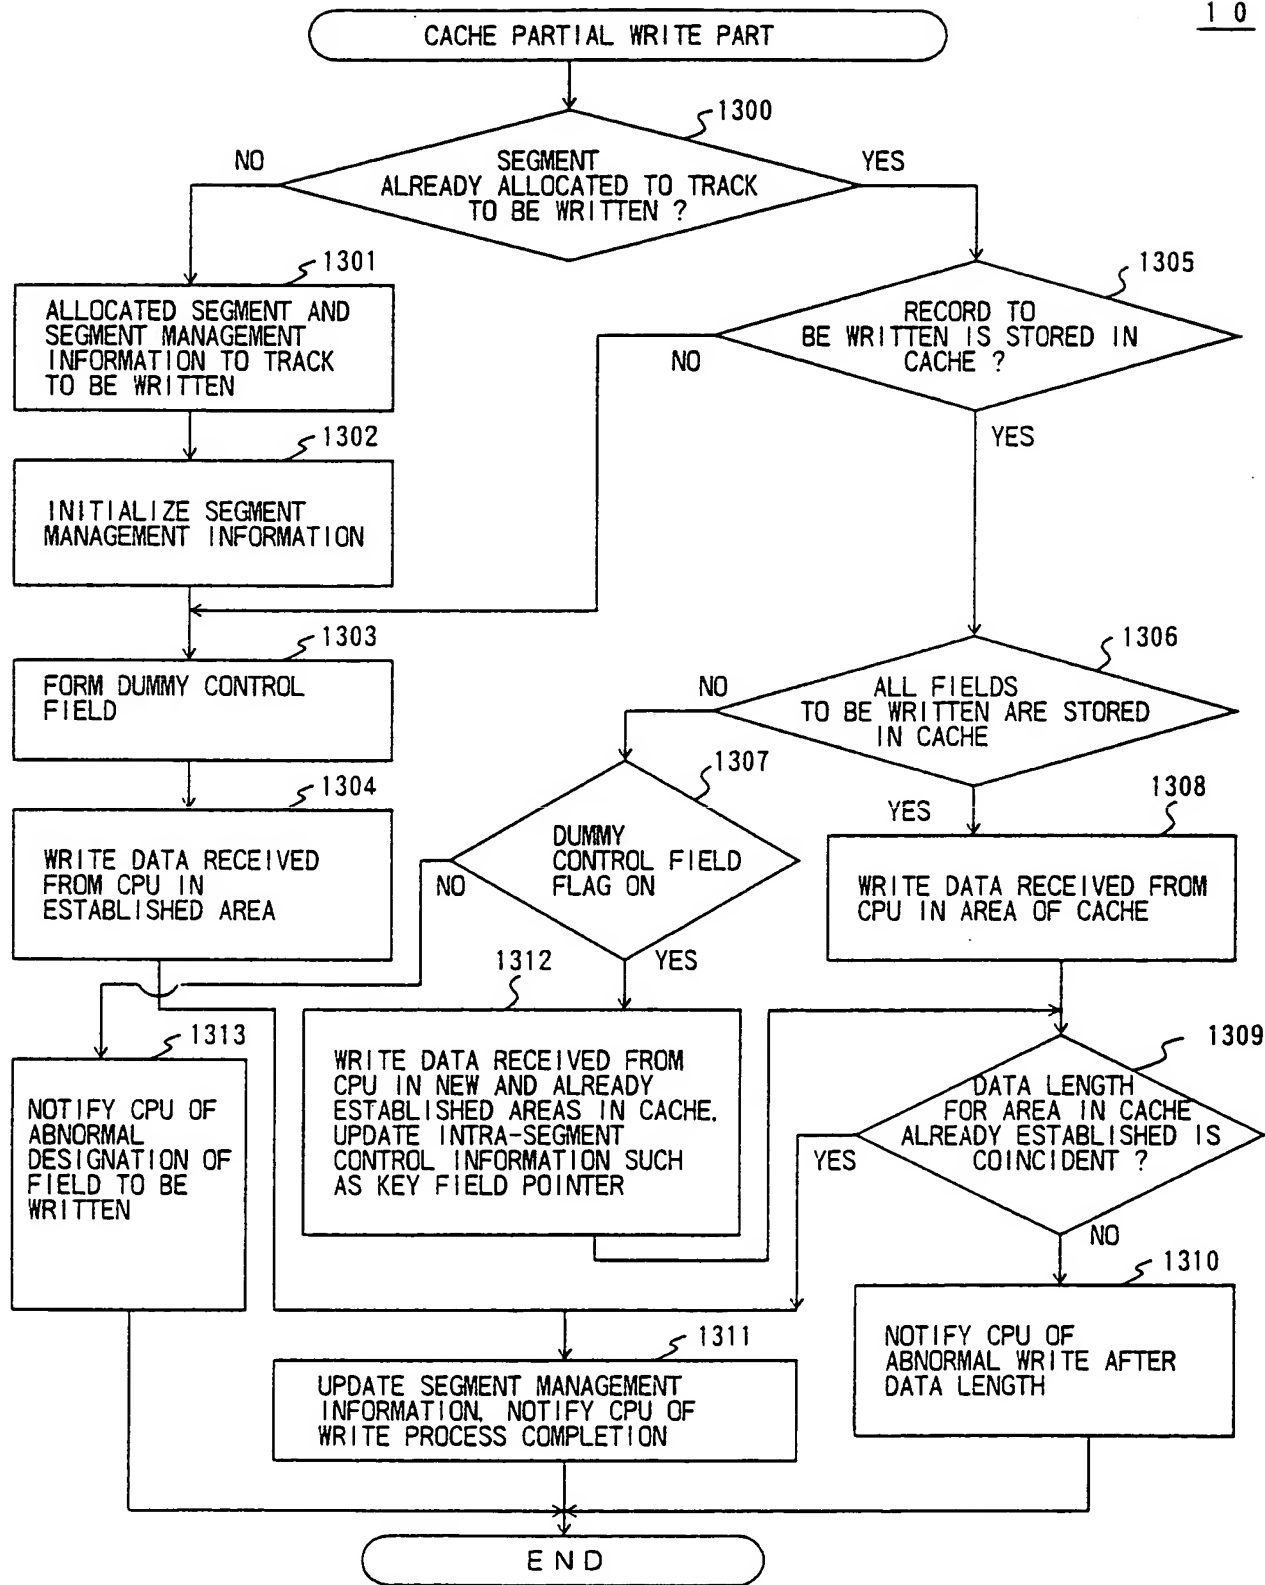 1 0
CACHE PARTIAL WRITE PART
1300
NO
SEGMENT
ALREADY ALLOCATED TO TRACK
TO BE WRITTEN ?
YES
1301
ALLOCATED SEGMENT AND
SEGMENT MANAGEMENT
INFORMATION TO TRACK
TO BE WRITTEN
1305
RECORD TO
BE WRITTEN IS STORED IN
CACHE ?
NO
YES
1302
INITIALIZE SEGMENT
MANAGEMENT INFORMATION
1303
FORM DUMMY CONTROL
FIELD
1306
NO
ALL FIELDS
TO BE WRITTEN ARE STORED
IN CACHE
YES
1304
WRITE DATA RECEIVED
FROM CPU IN
ESTABLISHED AREA
1307
DUMMY
CONTROL FIELD
FLAG ON
NO
YES
1308
WRITE DATA RECEIVED FROM
CPU IN AREA OF CACHE
1312
WRITE DATA RECEIVED FROM
CPU IN NEW AND ALREADY
ESTABLISHED AREAS IN CACHE.
UPDATE INTRA-SEGMENT
CONTROL INFORMATION SUCH
AS KEY FIELD POINTER
1313
NOTIFY CPU OF
ABNORMAL
DESIGNATION OF
FIELD TO BE
WRITTEN
1309
DATA LENGTH
FOR AREA IN CACHE
ALREADY ESTABLISHED IS
COINCIDENT ?
YES
NO
1310
NOTIFY CPU OF
ABNORMAL WRITE AFTER
DATA LENGTH
1311
UPDATE SEGMENT MANAGEMENT
INFORMATION. NOTIFY CPU OF
WRITE PROCESS COMPLETION
END